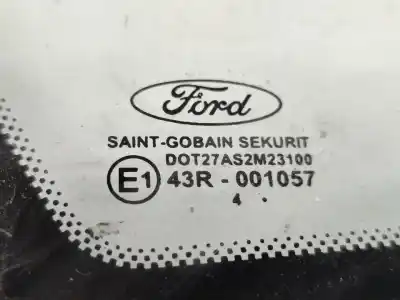 Ford
SAINT-GOBAIN SEKURIT
DOT27AS2M23100
E1 43R - 001057
4